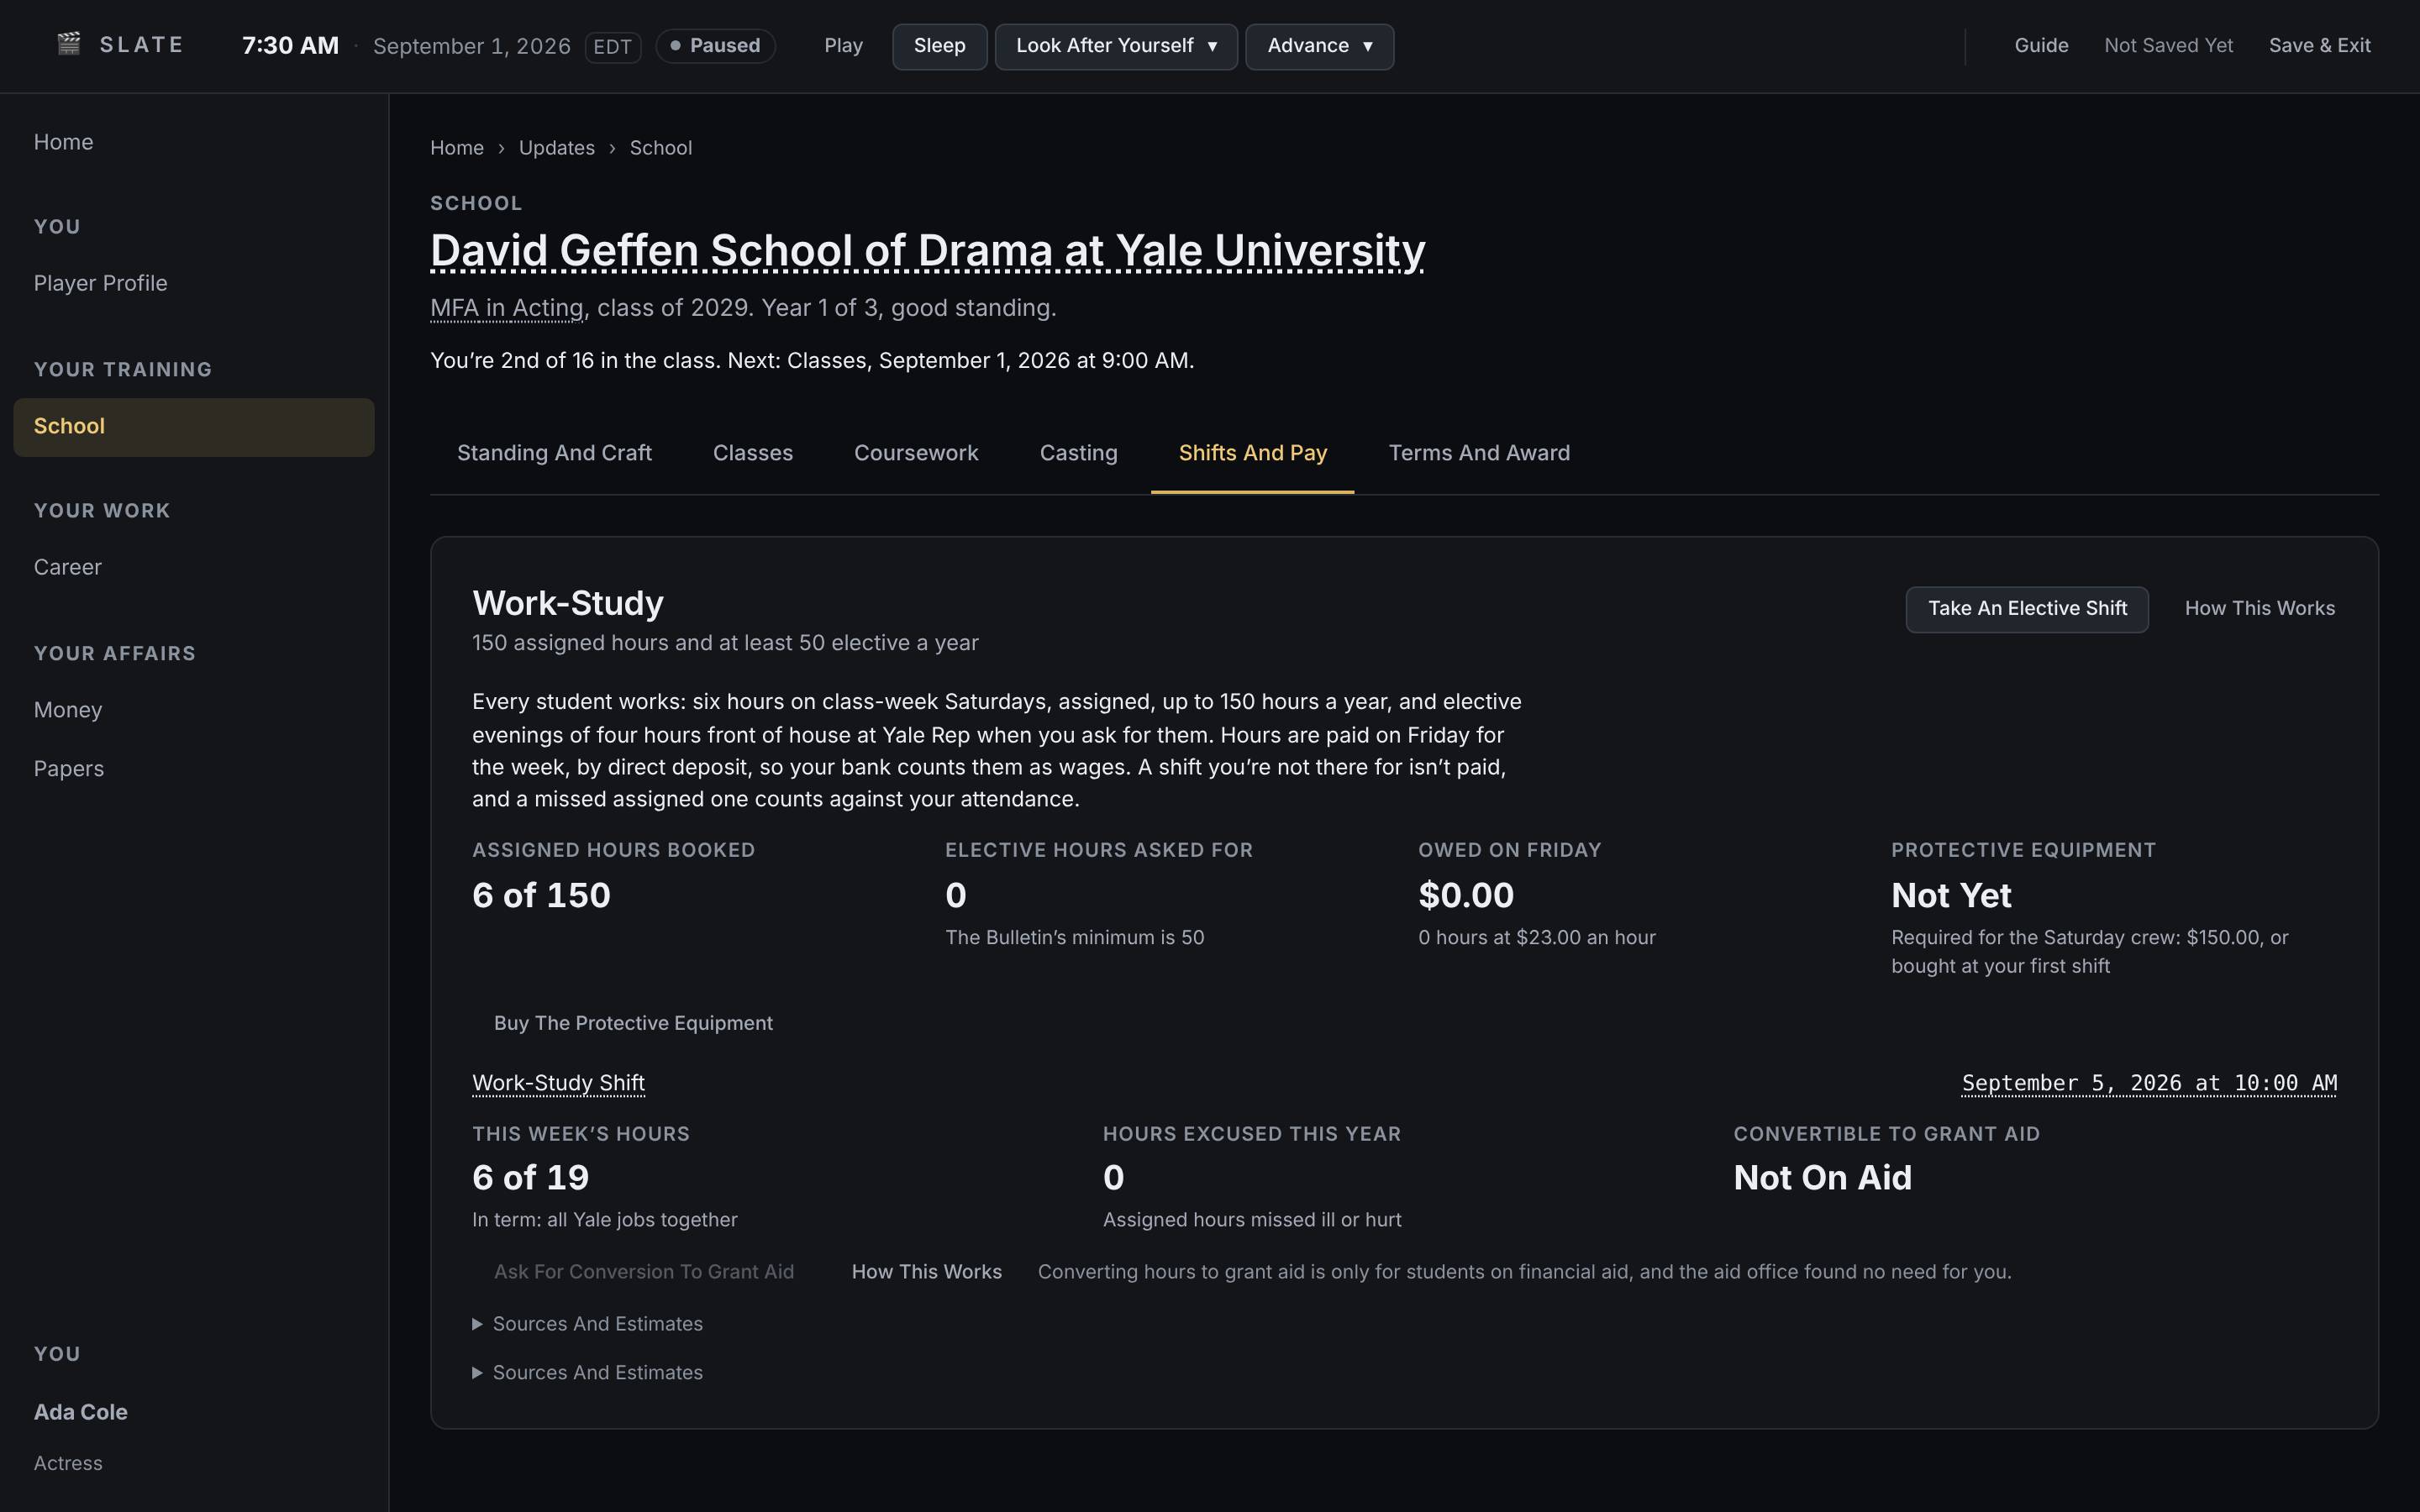 🎬 SLATE
7:30 AM · September 1, 2026 EDT Paused
Play
Sleep
Look After Yourself ▼
Advance ▼
Guide
Not Saved Yet
Save & Exit
Home
YOU
Player Profile
YOUR TRAINING
School
YOUR WORK
Career
YOUR AFFAIRS
Money
Papers
YOU
Ada Cole
Actress
Home › Updates › School
SCHOOL
David Geffen School of Drama at Yale University
MFA in Acting, class of 2029. Year 1 of 3, good standing.
You’re 2nd of 16 in the class. Next: Classes, September 1, 2026 at 9:00 AM.
Standing And Craft
Classes
Coursework
Casting
Shifts And Pay
Terms And Award
Work-Study
150 assigned hours and at least 50 elective a year
Take An Elective Shift
How This Works
Every student works: six hours on class-week Saturdays, assigned, up to 150 hours a year, and elective
evenings of four hours front of house at Yale Rep when you ask for them. Hours are paid on Friday for
the week, by direct deposit, so your bank counts them as wages. A shift you’re not there for isn’t paid,
and a missed assigned one counts against your attendance.
ASSIGNED HOURS BOOKED
6 of 150
ELECTIVE HOURS ASKED FOR
0
The Bulletin’s minimum is 50
OWED ON FRIDAY
$0.00
0 hours at $23.00 an hour
PROTECTIVE EQUIPMENT
Not Yet
Required for the Saturday crew: $150.00, or
bought at your first shift
Buy The Protective Equipment
Work-Study Shift
September 5, 2026 at 10:00 AM
THIS WEEK’S HOURS
6 of 19
In term: all Yale jobs together
HOURS EXCUSED THIS YEAR
0
Assigned hours missed ill or hurt
CONVERTIBLE TO GRANT AID
Not On Aid
Ask For Conversion To Grant Aid
How This Works
Converting hours to grant aid is only for students on financial aid, and the aid office found no need for you.
▶ Sources And Estimates
▶ Sources And Estimates